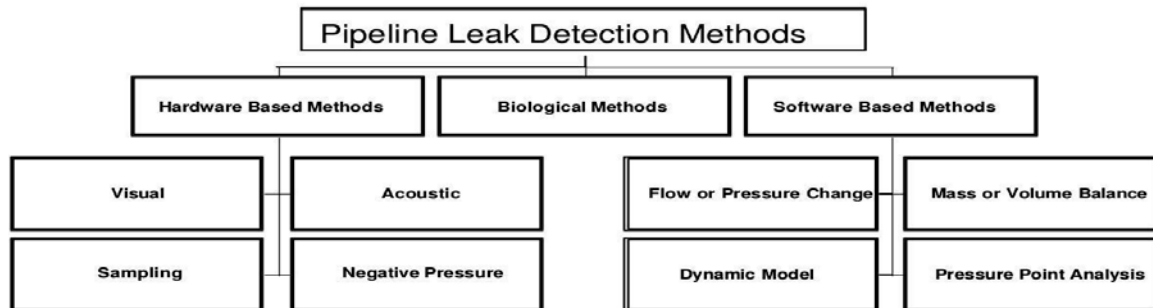 Pipeline Leak Detection Methods
Hardware Based Methods
Biological Methods
Software Based Methods
Visual
Acoustic
Flow or Pressure Change
Mass or Volume Balance
Sampling
Negative Pressure
Dynamic Model
Pressure Point Analysis